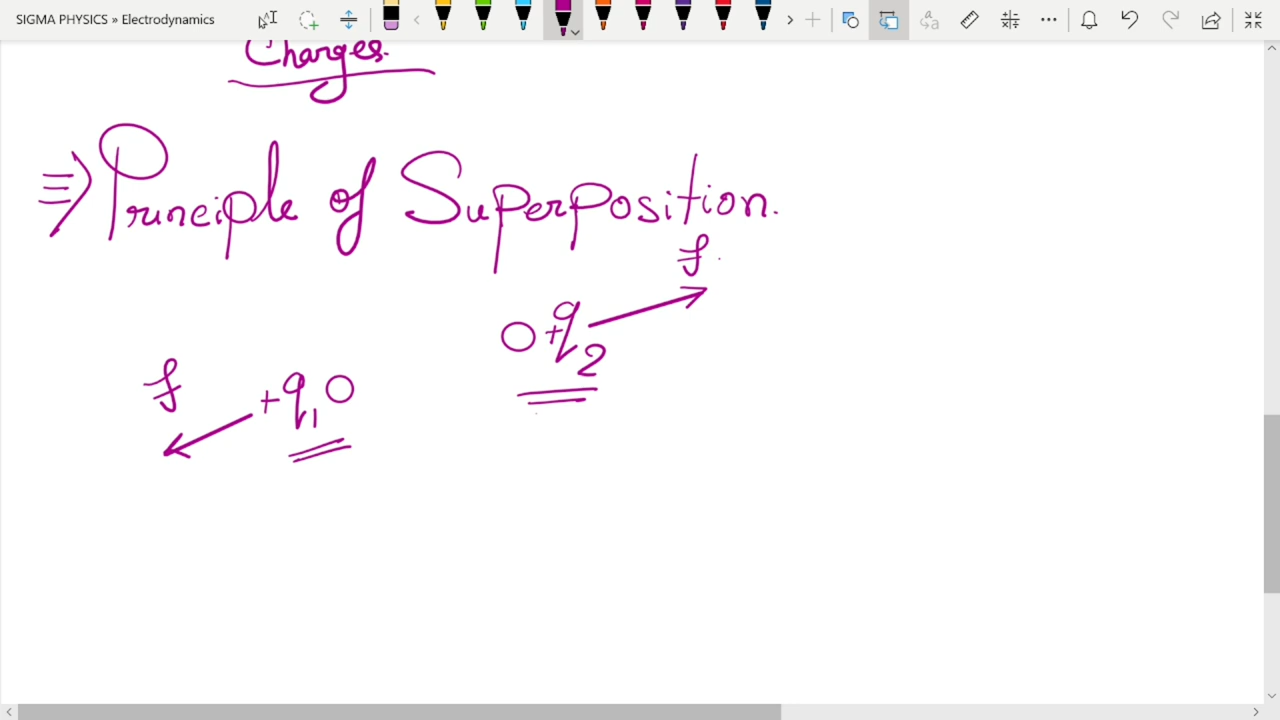 SIGMA PHYSICS » Electrodynamics
Charges.
⇒ Principle of Superposition.
f
+q2
f
+q1